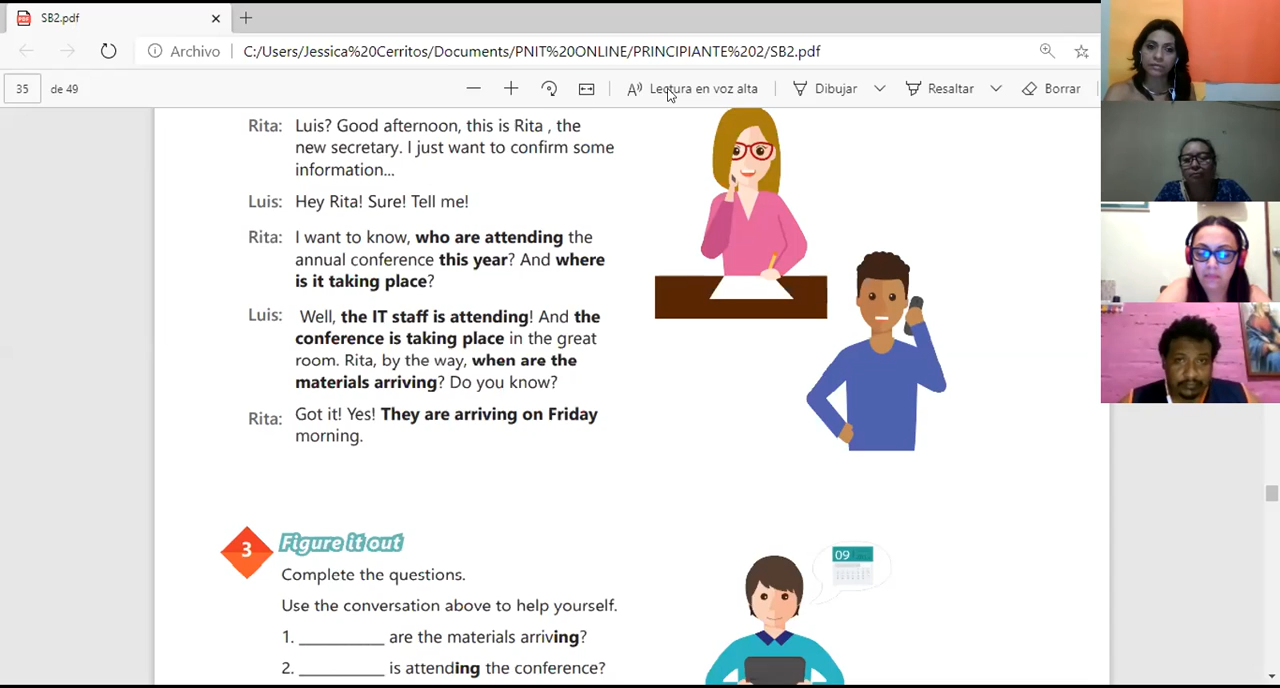 SB2.pdf
Archivo C:/Users/Jessica%20Cerritos/Documents/PNIT%20ONLINE/PRINCIPIANTE%202/SB2.pdf
35 de 49 Lectura en voz alta Dibujar Resaltar Borrar
Rita: Luis? Good afternoon, this is Rita , the
new secretary. I just want to confirm some
information...
Luis: Hey Rita! Sure! Tell me!
Rita: I want to know, who are attending the
annual conference this year? And where
is it taking place?
Luis: Well, the IT staff is attending! And the
conference is taking place in the great
room. Rita, by the way, when are the
materials arriving? Do you know?
Rita: Got it! Yes! They are arriving on Friday
morning.
3 Figure it out
09
Complete the questions.
Use the conversation above to help yourself.
1. __________ are the materials arriving?
2. __________ is attending the conference?